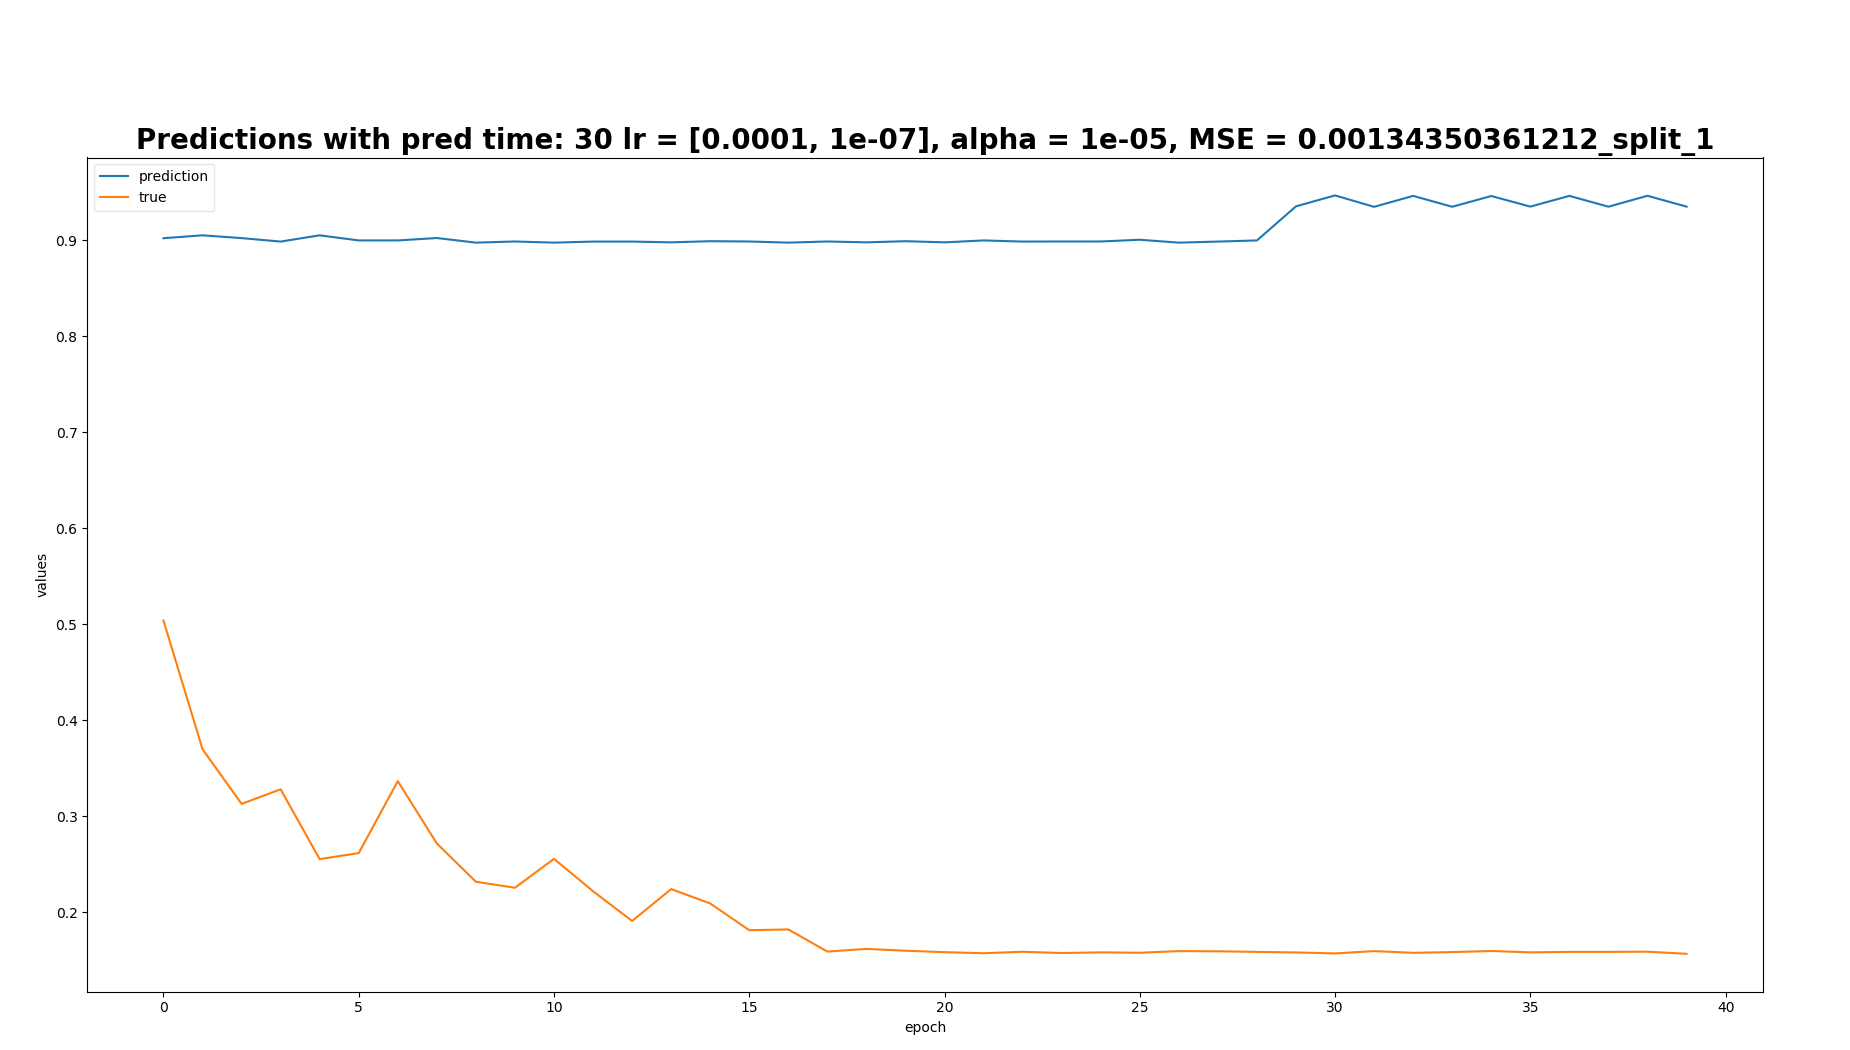 Predictions with pred time: 30 lr = [0.0001, 1e-07], alpha = 1e-05, MSE = 0.00134350361212_split_1
prediction
true
0.9
0.8
0.7
0.6
0.5
0.4
0.3
0.2
values
0 5 10 15 20 25 30 35 40
epoch